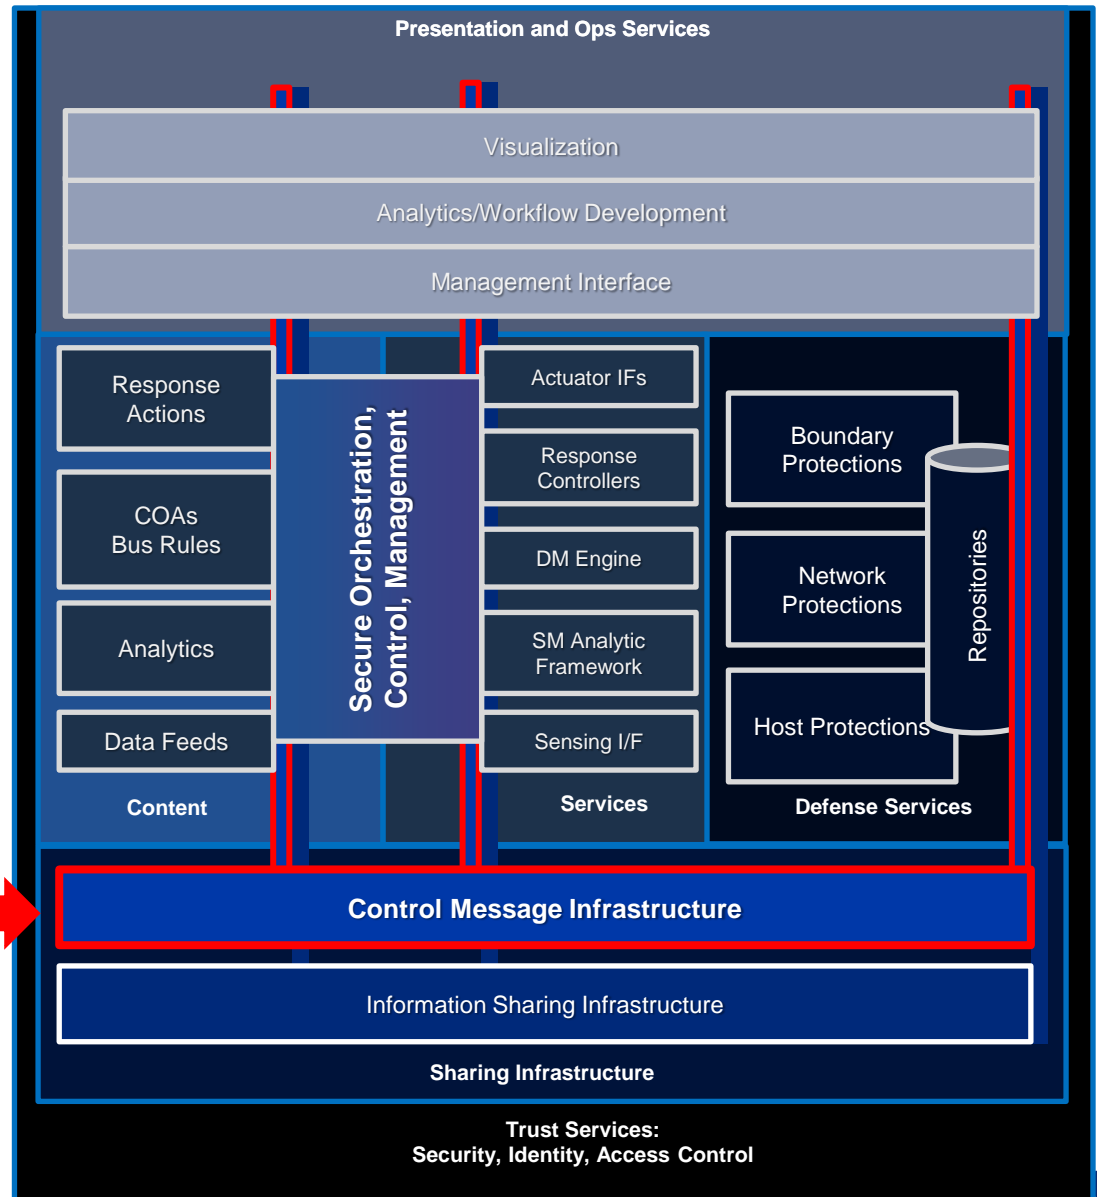 Presentation and Ops Services
Visualization
Analytics/Workflow Development
Management Interface
Response
Actions
COAs
Bus Rules
Analytics
Data Feeds
Content
Secure Orchestration,
Control, Management
Actuator IFs
Response
Controllers
DM Engine
SM Analytic
Framework
Sensing I/F
Services
Boundary
Protections
Network
Protections
Host Protections
Repositories
Defense Services
Control Message Infrastructure
Information Sharing Infrastructure
Sharing Infrastructure
Trust Services:
Security, Identity, Access Control